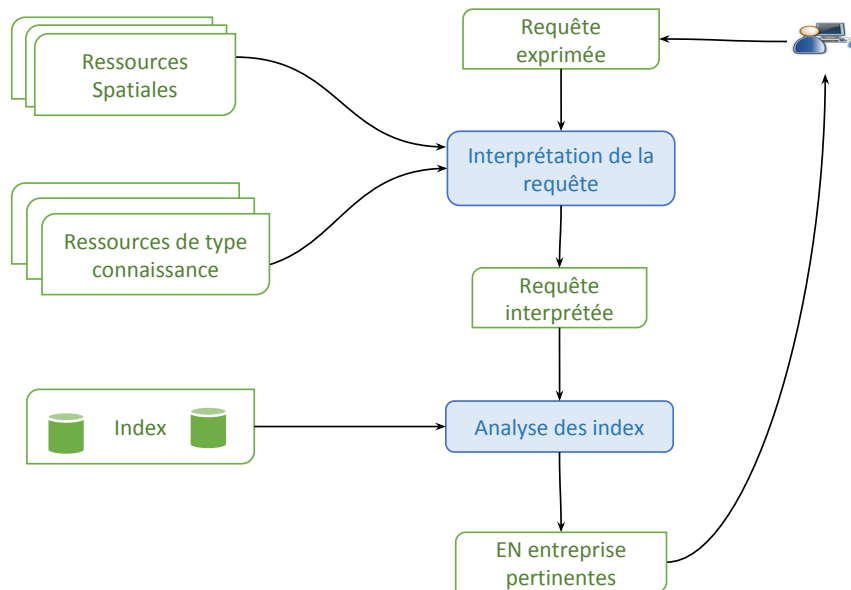 Ressources
Spatiales
Requête
exprimée
Interprétation de la
requête
Ressources de type
connaissance
Requête
interprétée
Index
Analyse des index
EN entreprise
pertinentes